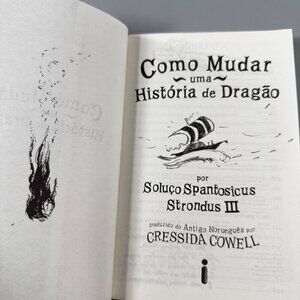 Como Mudar
uma
História de Dragão
por
Soluço Spantosicus
Strondus III
traduzido do Antigo Norueguês por
CRESSIDA COWELL
i